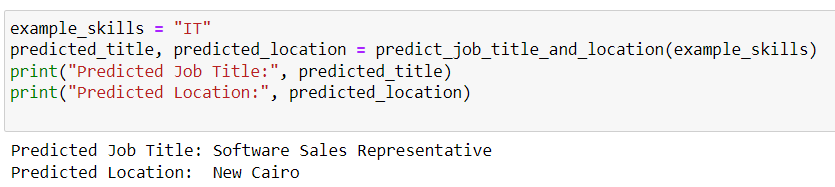 example_skills = "IT"
predicted_title, predicted_location = predict_job_title_and_location(example_skills)
print("Predicted Job Title:", predicted_title)
print("Predicted Location:", predicted_location)
Predicted Job Title: Software Sales Representative
Predicted Location:  New Cairo